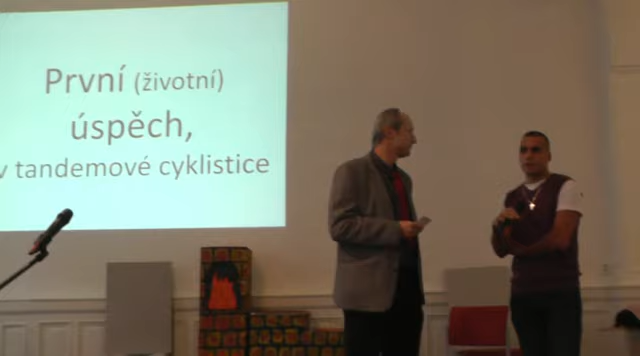 První (životní)
úspěch,
v tandemové cyklistice